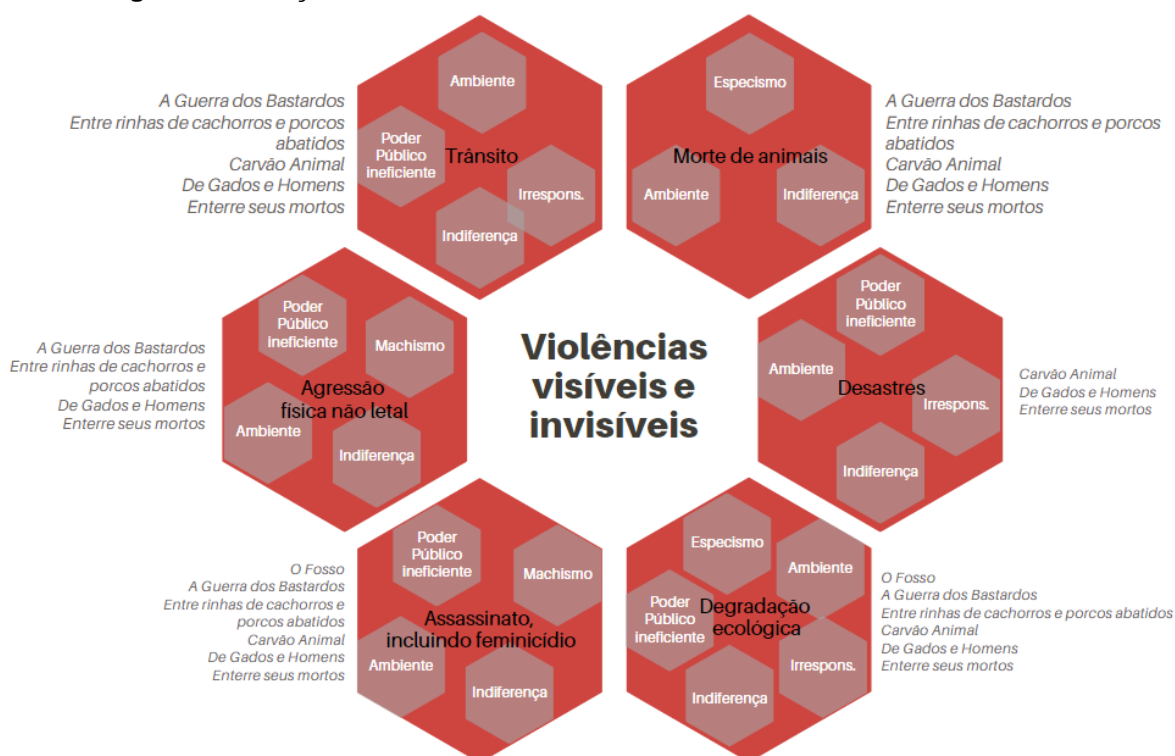 A Guerra dos Bastardos
Entre rinhas de cachorros e porcos
abatidos
Carvão Animal
De Gados e Homens
Enterre seus mortos
Ambiente
Poder
Público
ineficiente
Trânsito
Irrespons.
Indiferença
Especismo
Morte de animais
Ambiente
Indiferença
A Guerra dos Bastardos
Entre rinhas de cachorros e porcos
abatidos
Carvão Animal
De Gados e Homens
Enterre seus mortos
A Guerra dos Bastardos
Entre rinhas de cachorros e
porcos abatidos
De Gados e Homens
Enterre seus mortos
Poder
Público
ineficiente
Machismo
Agressão
física não letal
Ambiente
Indiferença
Violências
visíveis e
invisíveis
Poder
Público
ineficiente
Ambiente
Desastres
Irrespons.
Indiferença
Carvão Animal
De Gados e Homens
Enterre seus mortos
O Fosso
A Guerra dos Bastardos
Entre rinhas de cachorros e
porcos abatidos
Carvão Animal
De Gados e Homens
Enterre seus mortos
Poder
Público
ineficiente
Machismo
Assassinato,
incluindo feminicídio
Ambiente
Indiferença
Especismo
Ambiente
Poder
Público
ineficiente
Degradação
ecológica
Irrespons.
Indiferença
O Fosso
A Guerra dos Bastardos
Entre rinhas de cachorros e porcos abatidos
Carvão Animal
De Gados e Homens
Enterre seus mortos